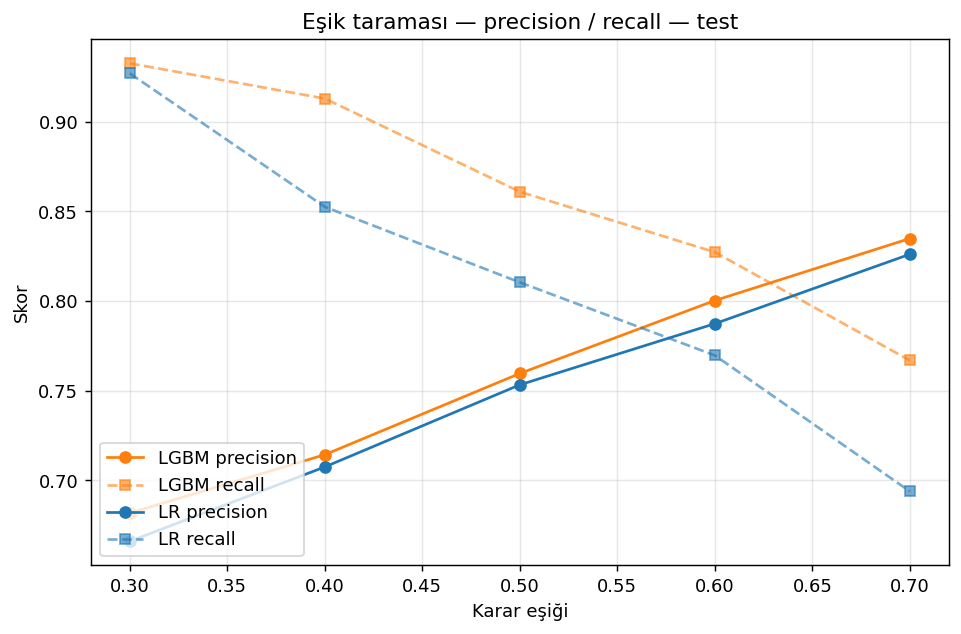 Eşik taraması — precision / recall — test
Skor
0.90
0.85
0.80
0.75
0.70
LGBM precision
LGBM recall
LR precision
LR recall
0.30 0.35 0.40 0.45 0.50 0.55 0.60 0.65 0.70
Karar eşiği